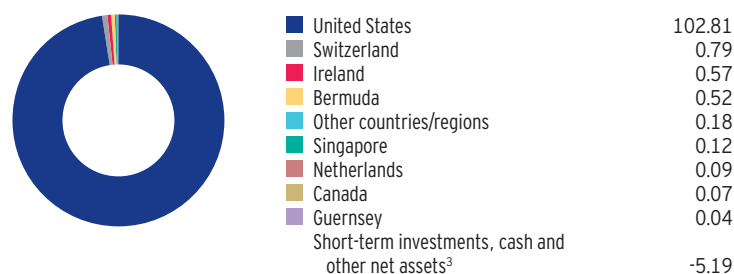 United States 102.81
Switzerland 0.79
Ireland 0.57
Bermuda 0.52
Other countries/regions 0.18
Singapore 0.12
Netherlands 0.09
Canada 0.07
Guernsey 0.04
Short-term investments, cash and
other net assets³ -5.19